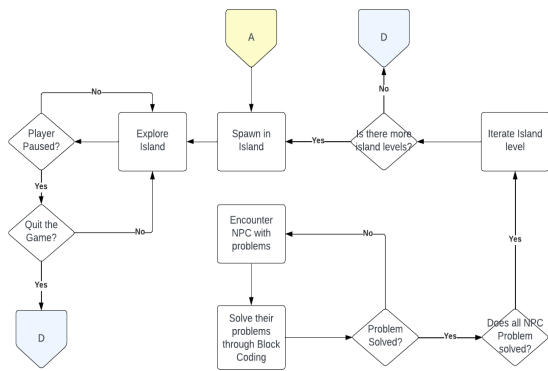 A
D
No
No
Player
Paused?
Explore
Island
Spawn in
Island
Yes
Is there more
island levels?
Iterate Island
level
Yes
Quit the
Game?
No
Encounter
NPC with
problems
No
Yes
Yes
D
Solve their
problems
through Block
Coding
Problem
Solved?
Yes
Does all NPC
Problem
solved?